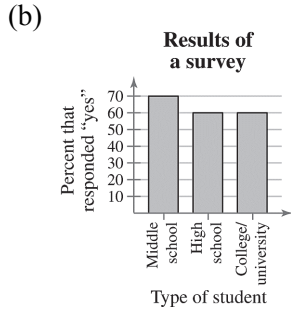 (b)
Results of
a survey
Percent that
responded “yes”
70
60
50
40
30
20
10
Middle
school
High
school
College/
university
Type of student